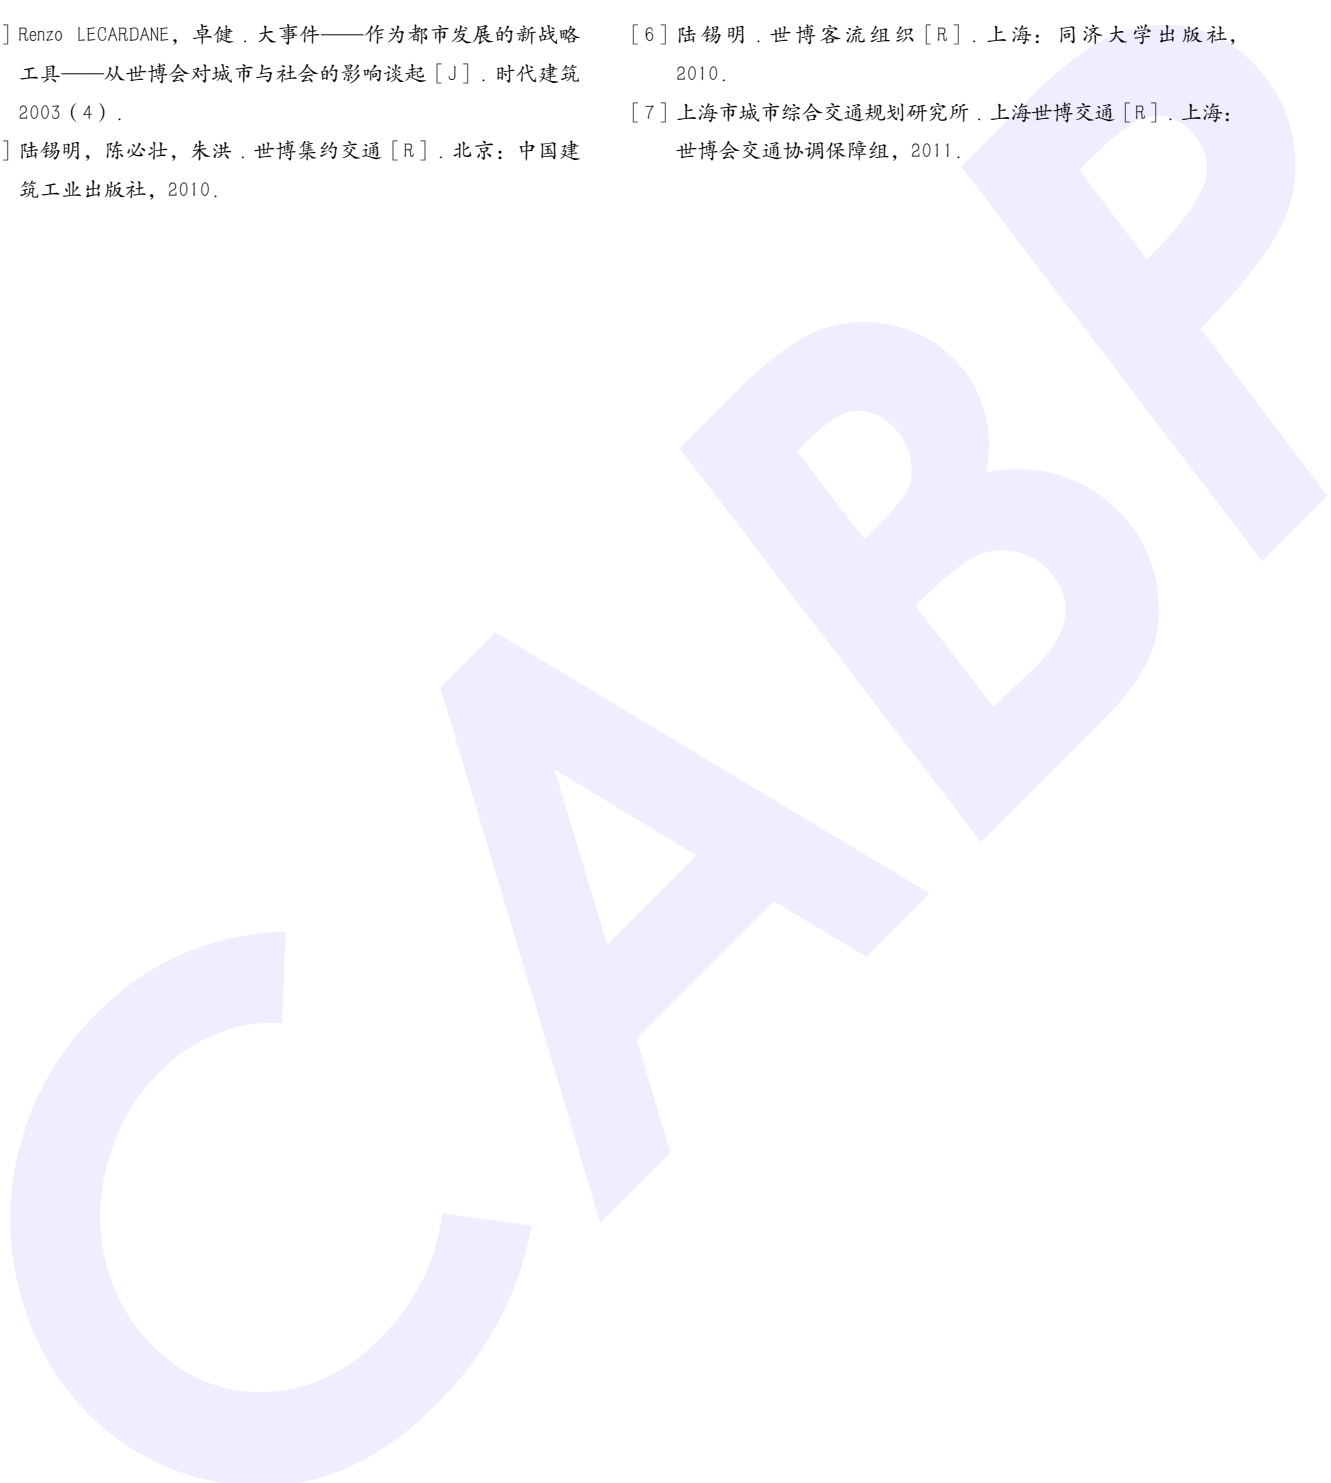 ] Renzo LECARDANE，卓健．大事件——作为都市发展的新战略
工具——从世博会对城市与社会的影响谈起［J］．时代建筑
2003（4）．
] 陆锡明，陈必壮，朱洪．世博集约交通［R］．北京：中国建
筑工业出版社，2010．
［6］陆锡明．世博客流组织［R］．上海：同济大学出版社，
2010．
［7］上海市城市综合交通规划研究所．上海世博交通［R］．上海：
世博会交通协调保障组，2011．
CABP